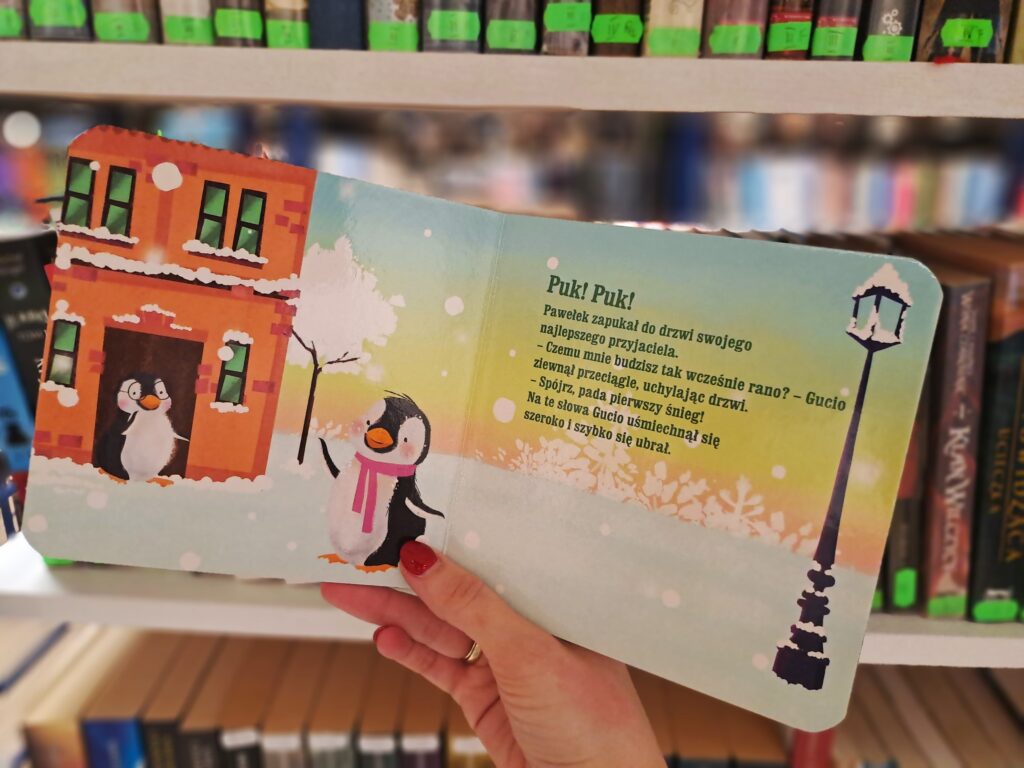 Puk! Puk!
Pawełek zapukał do drzwi swojego
najlepszego przyjaciela.
– Czemu mnie budzisz tak wcześnie rano? – Gucio
ziewnął przeciągle, uchylając drzwi.
– Spójrz, pada pierwszy śnieg!
Na te słowa Gucio uśmiechnął się
szeroko i szybko się ubrał.